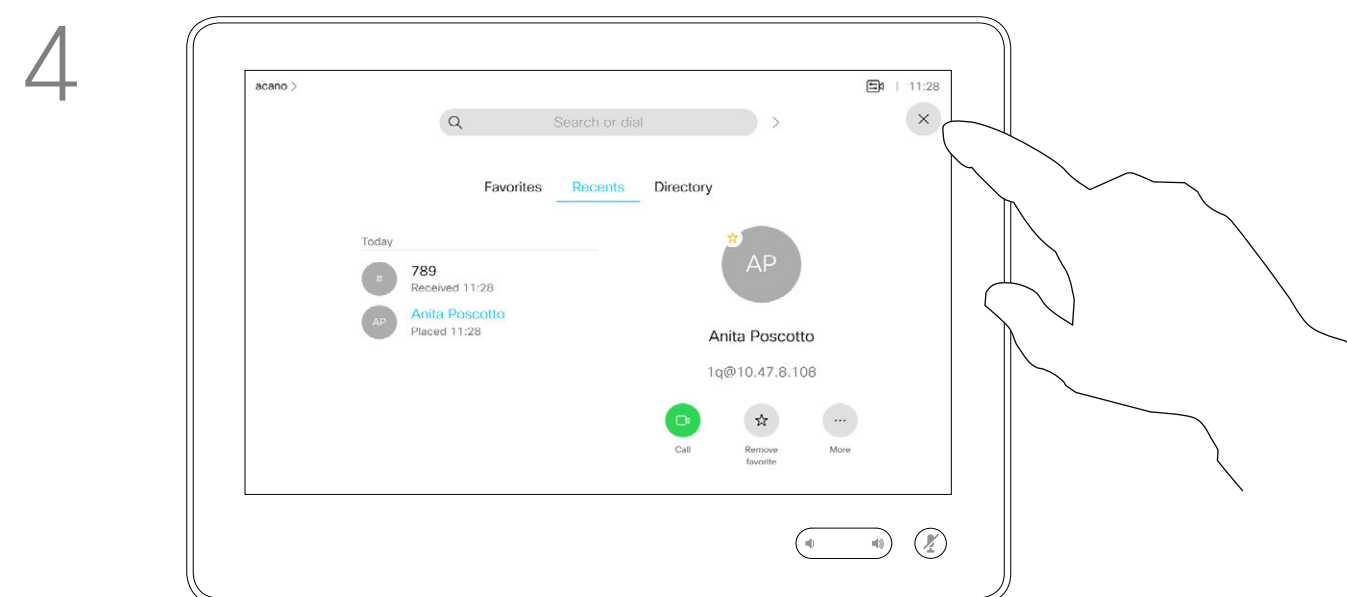 4
acano >
11:28
Search or dial
Favorites Recents Directory
Today
#
789
Received 11:28
AP
Anita Poscotto
Placed 11:28
AP
Anita Poscotto
1q@10.47.8.108
Call
Remove
favorite
More